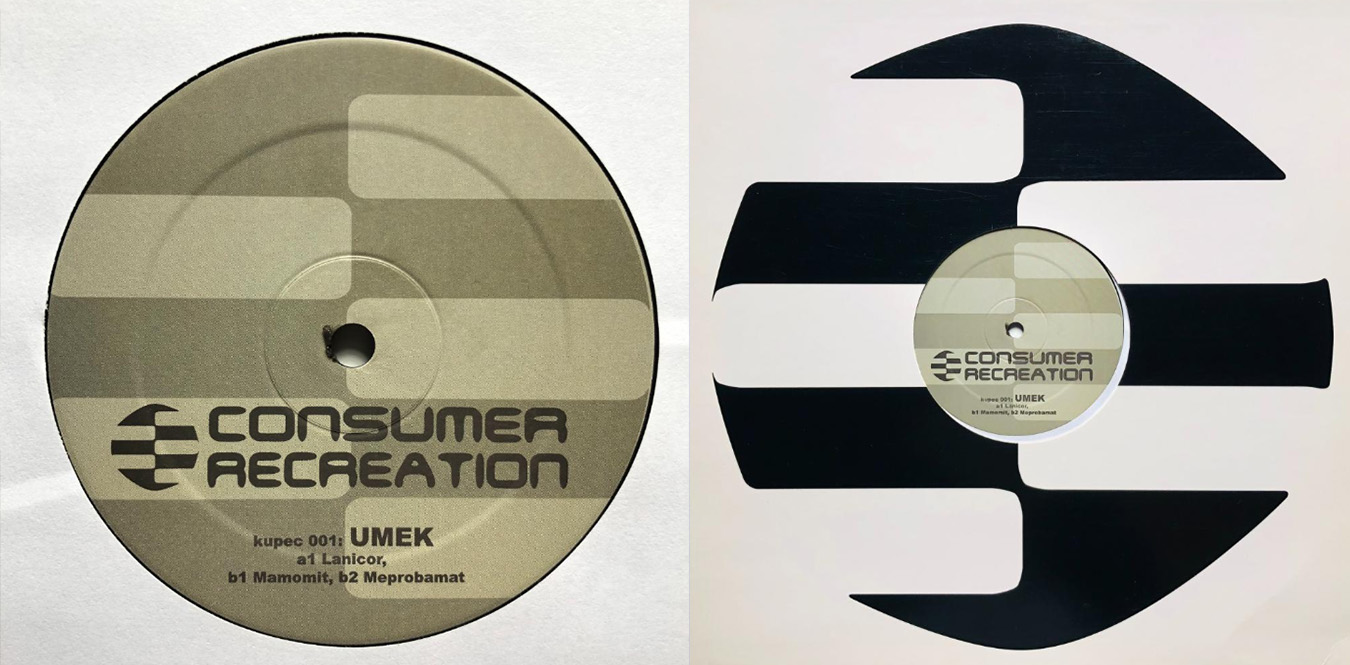 CONSUMER
RECREATION
kupec 001: UMEK
a1 Lanicor,
b1 Mamomit, b2 Meprobamat
CONSUMER
RECREATION
kupec 001: UMEK
a1 Lanicor,
b1 Mamomit, b2 Meprobamat